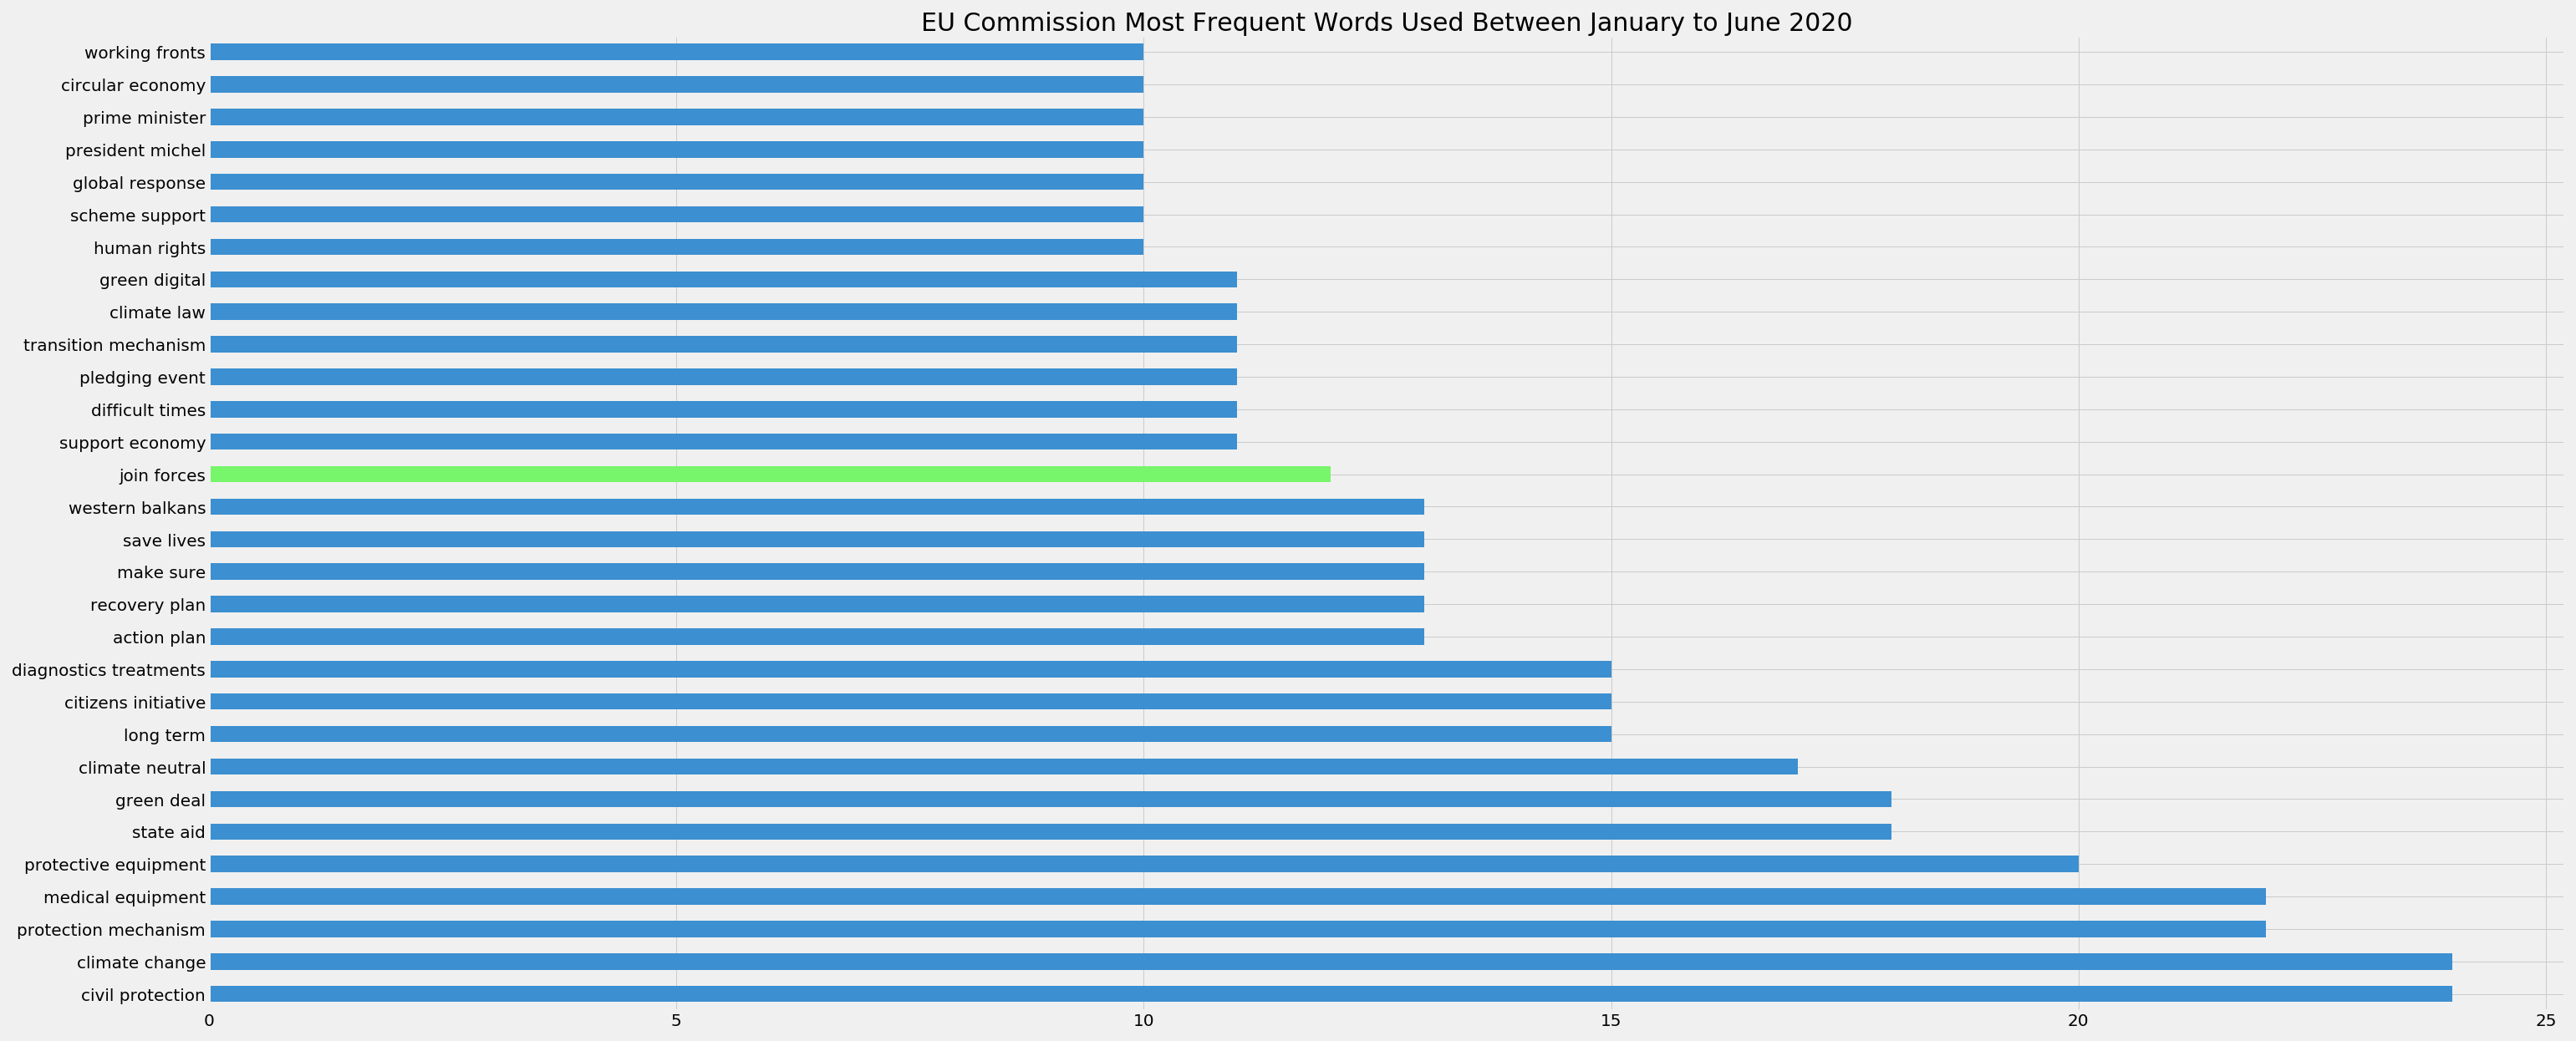 EU Commission Most Frequent Words Used Between January to June 2020
working fronts
circular economy
prime minister
president michel
global response
scheme support
human rights
green digital
climate law
transition mechanism
pledging event
difficult times
support economy
join forces
western balkans
save lives
make sure
recovery plan
action plan
diagnostics treatments
citizens initiative
long term
climate neutral
green deal
state aid
protective equipment
medical equipment
protection mechanism
climate change
civil protection
0 5 10 15 20 25